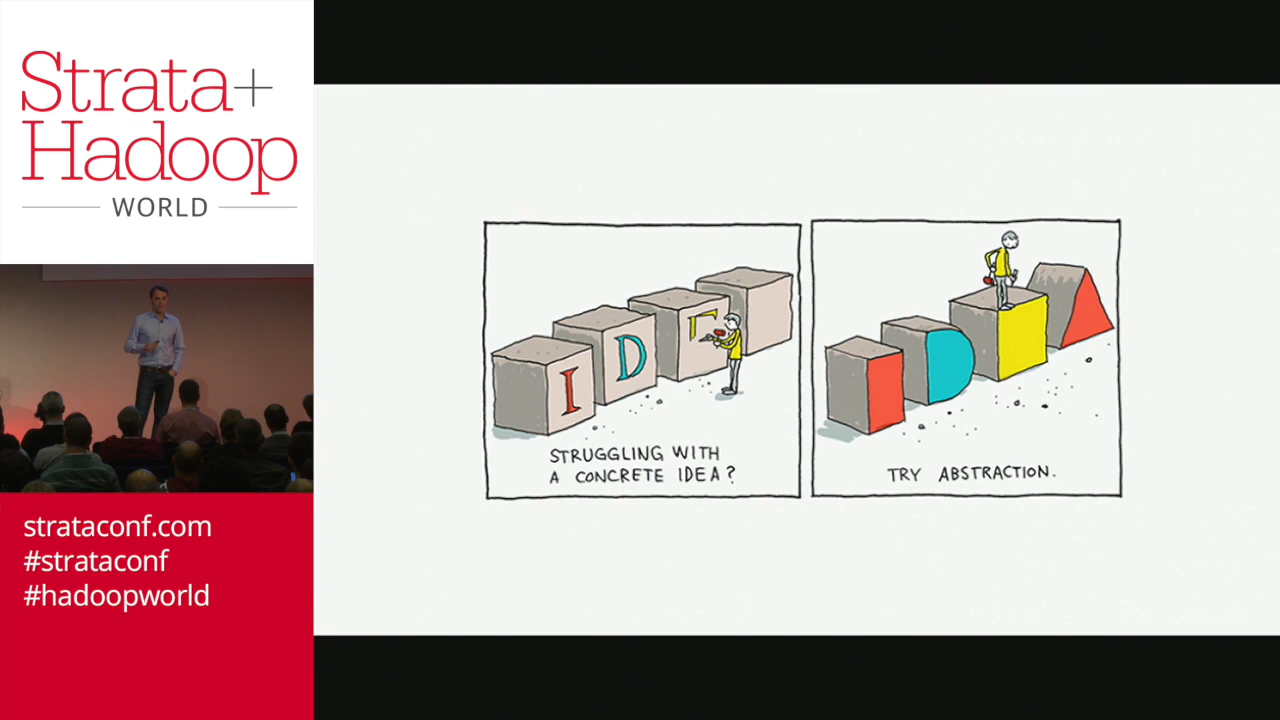 Strata+
Hadoop
WORLD
strataconf.com
#strataconf
#hadoopworld
I D E
STRUGGLING WITH
A CONCRETE IDEA?
I D
TRY ABSTRACTION.